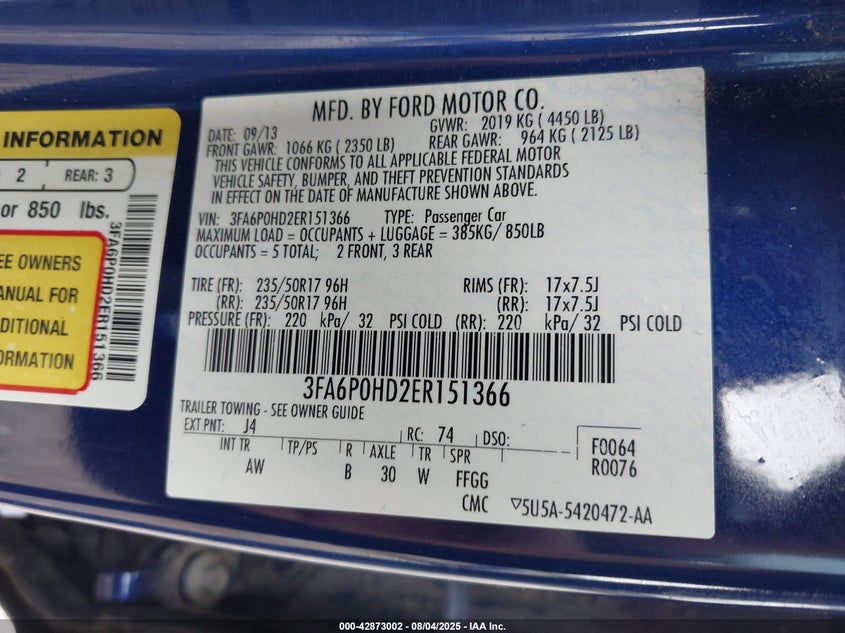 INFORMATION
2 REAR: 3
or 850 lbs.
EE OWNERS
ANUAL FOR
DITIONAL
ORMATION
3FA6P0HD2ER151366
MFD. BY FORD MOTOR CO.
DATE: 09/13 GVWR: 2019 KG ( 4450 LB)
FRONT GAWR: 1066 KG ( 2350 LB) REAR GAWR: 964 KG ( 2125 LB)
THIS VEHICLE CONFORMS TO ALL APPLICABLE FEDERAL MOTOR
VEHICLE SAFETY, BUMPER, AND THEFT PREVENTION STANDARDS
IN EFFECT ON THE DATE OF MANUFACTURE SHOWN ABOVE.
VIN: 3FA6P0HD2ER151366 TYPE: Passenger Car
MAXIMUM LOAD = OCCUPANTS + LUGGAGE = 385KG/ 850LB
OCCUPANTS = 5 TOTAL; 2 FRONT, 3 REAR
TIRE (FR): 235/50R17 96H RIMS (FR): 17x7.5J
(RR): 235/50R17 96H (RR): 17x7.5J
PRESSURE (FR): 220 kPa/ 32 PSI COLD (RR): 220 kPa/ 32 PSI COLD
3FA6P0HD2ER151366
TRAILER TOWING - SEE OWNER GUIDE
EXT PNT: J4 RC: 74 DSO: F0064
INT TR TP/PS R AXLE TR SPR R0076
AW B 30 W FFGG
CMC ▽5U5A-5420472-AA
000-42873002 - 08/04/2025 - IAA Inc.